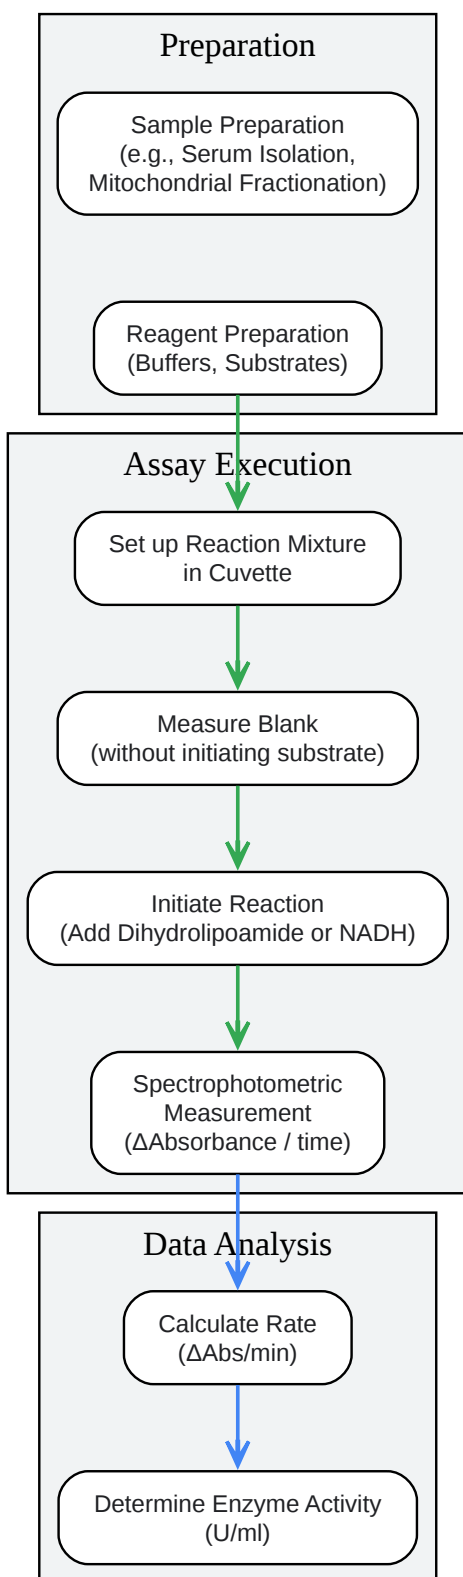 Preparation
Sample Preparation
(e.g., Serum Isolation,
Mitochondrial Fractionation)
Reagent Preparation
(Buffers, Substrates)
Assay Execution
Set up Reaction Mixture
in Cuvette
Measure Blank
(without initiating substrate)
Initiate Reaction
(Add Dihydrolipoamide or NADH)
Spectrophotometric
Measurement
(ΔAbsorbance / time)
Data Analysis
Calculate Rate
(ΔAbs/min)
Determine Enzyme Activity
(U/ml)